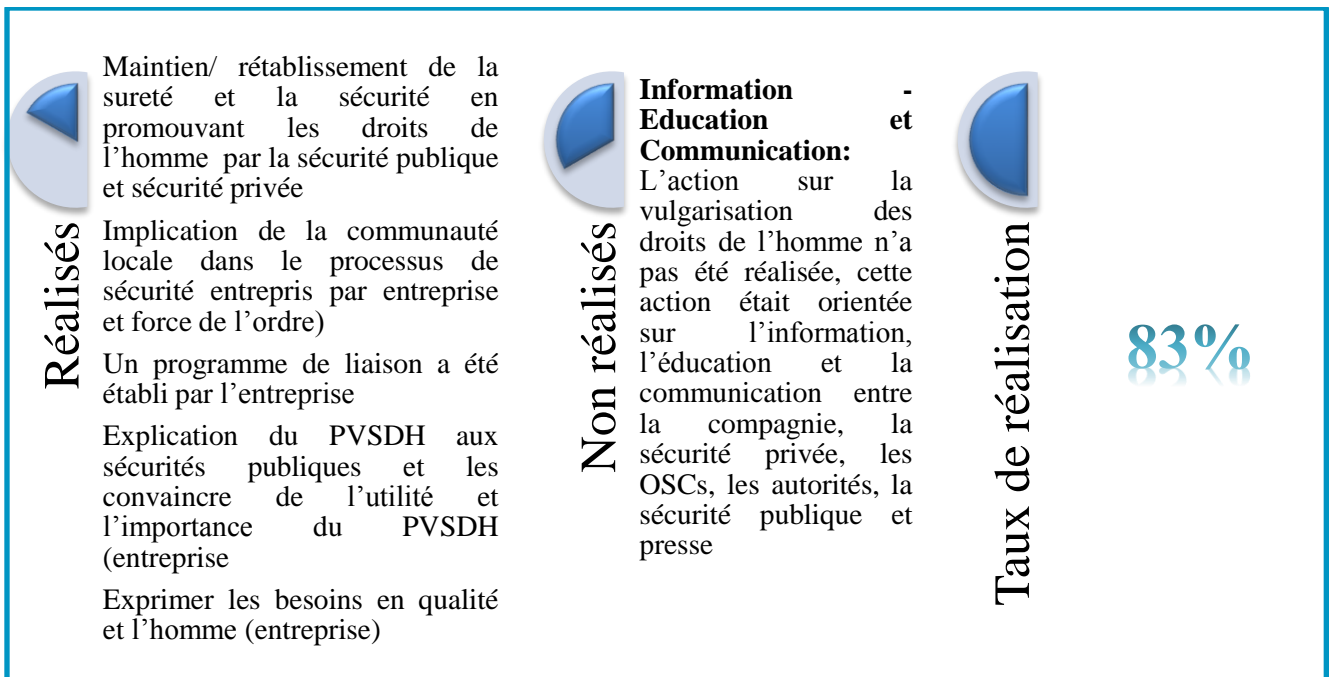 Réalisés
Maintien/ rétablissement de la
sureté et la sécurité en
promouvant les droits de
l’homme par la sécurité publique
et sécurité privée
Implication de la communauté
locale dans le processus de
sécurité entrepris par entreprise
et force de l’ordre)
Un programme de liaison a été
établi par l’entreprise
Explication du PVSDH aux
sécurités publiques et les
convaincre de l’utilité et
l’importance du PVSDH
(entreprise
Exprimer les besoins en qualité
et l’homme (entreprise)
Non réalisés
Information -
Education et
Communication:
L’action sur la
vulgarisation des
droits de l’homme n’a
pas été réalisée, cette
action était orientée
sur l’information,
l’éducation et la
communication entre
la compagnie, la
sécurité privée, les
OSCs, les autorités, la
sécurité publique et
presse
Taux de réalisation
83%